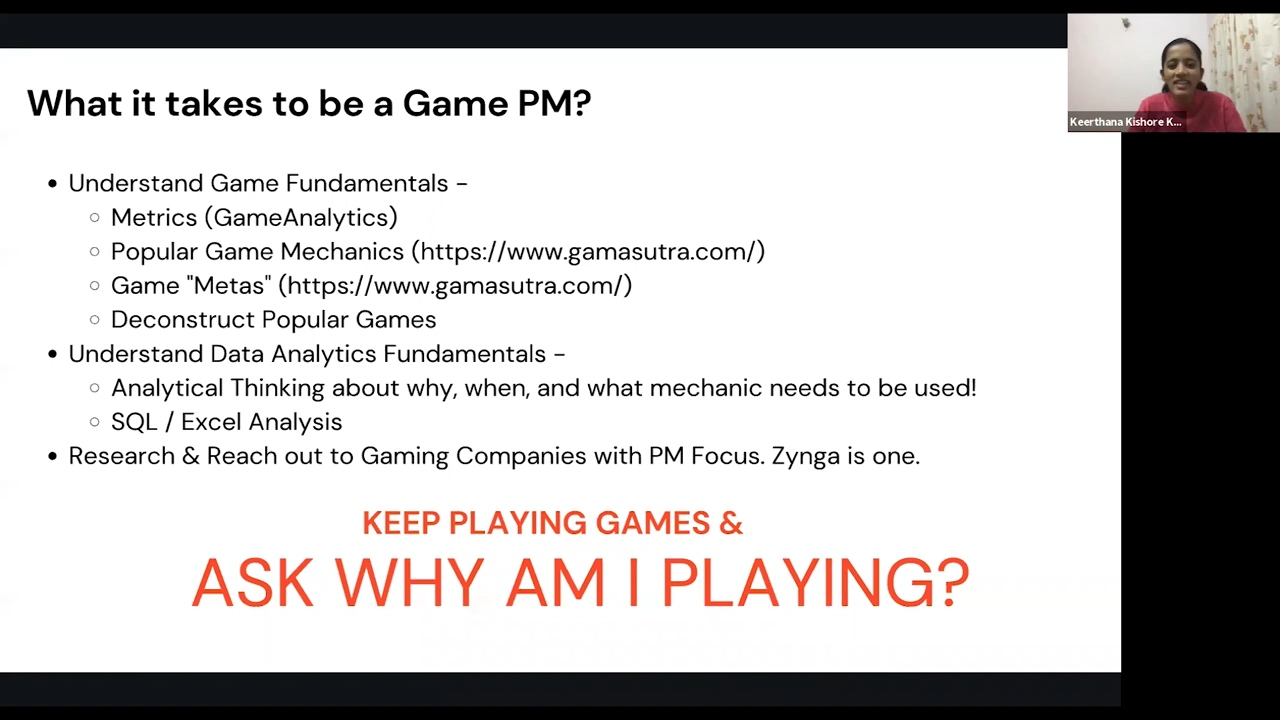 What it takes to be a Game PM?
Keerthana Kishore K...
• Understand Game Fundamentals -
○ Metrics (GameAnalytics)
○ Popular Game Mechanics (https://www.gamasutra.com/)
○ Game "Metas" (https://www.gamasutra.com/)
○ Deconstruct Popular Games
• Understand Data Analytics Fundamentals -
○ Analytical Thinking about why, when, and what mechanic needs to be used!
○ SQL / Excel Analysis
• Research & Reach out to Gaming Companies with PM Focus. Zynga is one.
KEEP PLAYING GAMES &
ASK WHY AM I PLAYING?